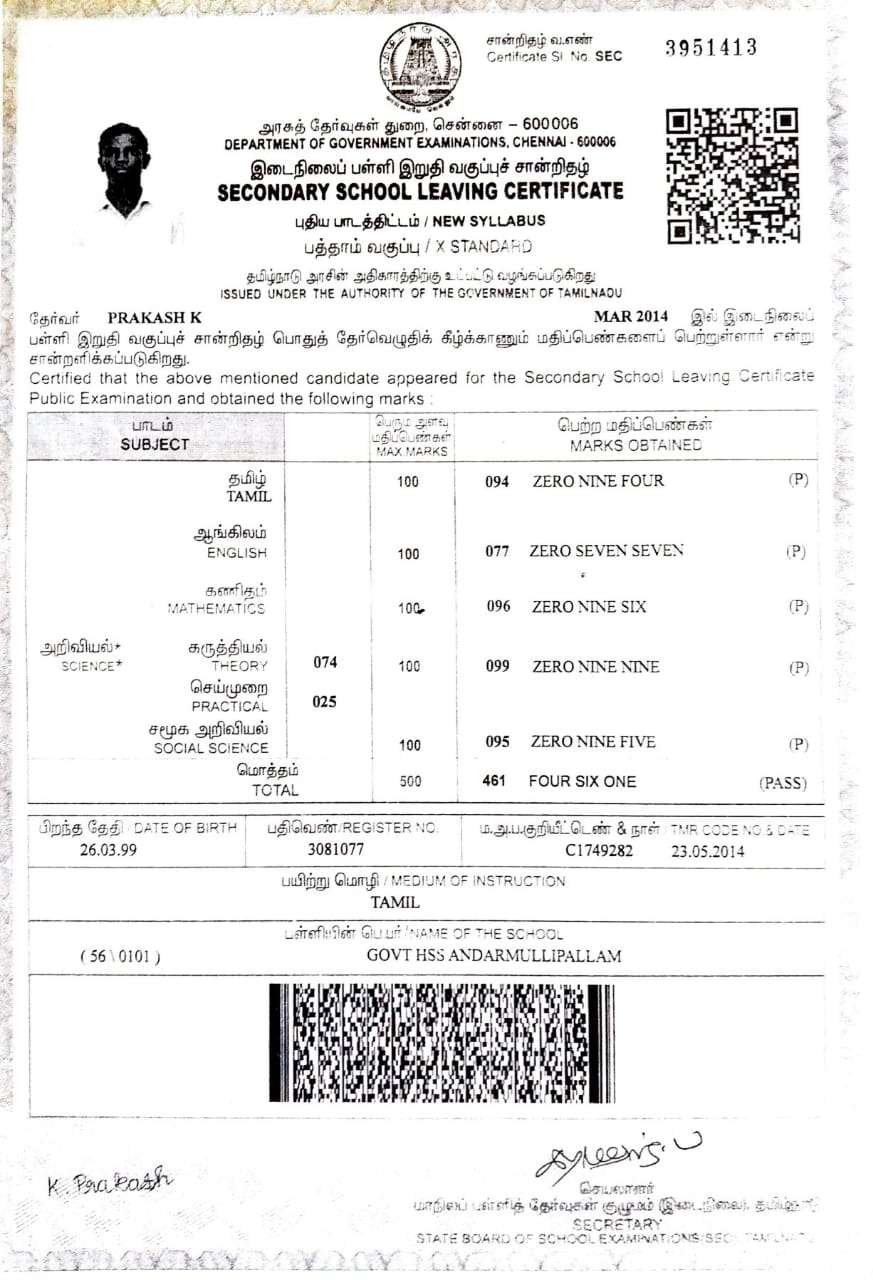 சான்றிதழ் வ.எண்
Certificate Sl. No. SEC 3951413
அரசுத் தேர்வுகள் துறை, சென்னை – 600006
DEPARTMENT OF GOVERNMENT EXAMINATIONS, CHENNAI - 600006
இடைநிலைப் பள்ளி இறுதி வகுப்புச் சான்றிதழ்
SECONDARY SCHOOL LEAVING CERTIFICATE
புதிய பாடத்திட்டம் / NEW SYLLABUS
பத்தாம் வகுப்பு / X STANDARD
தமிழ்நாடு அரசின் அதிகாரத்திற்கு உட்பட்டு வழங்கப்படுகிறது
ISSUED UNDER THE AUTHORITY OF THE GOVERNMENT OF TAMILNADU
தேர்வர் PRAKASH K MAR 2014 இல் இடைநிலைப்
பள்ளி இறுதி வகுப்புச் சான்றிதழ் பொதுத் தேர்வெழுதிக் கீழ்க்காணும் மதிப்பெண்களைப் பெற்றுள்ளார் என்று
சான்றளிக்கப்படுகிறது.
Certified that the above mentioned candidate appeared for the Secondary School Leaving Certificate
Public Examination and obtained the following marks :
பாடம் பெரும அளவு பெற்ற மதிப்பெண்கள்
SUBJECT மதிப்பெண்கள் MARKS OBTAINED
MAX.MARKS
தமிழ் 100 094 ZERO NINE FOUR (P)
TAMIL
ஆங்கிலம்
ENGLISH 100 077 ZERO SEVEN SEVEN (P)
கணிதம்
MATHEMATICS 100 096 ZERO NINE SIX (P)
அறிவியல்* கருத்தியல்
SCIENCE* THEORY 074 100 099 ZERO NINE NINE (P)
செய்முறை
PRACTICAL 025
சமூக அறிவியல்
SOCIAL SCIENCE 100 095 ZERO NINE FIVE (P)
மொத்தம்
TOTAL 500 461 FOUR SIX ONE (PASS)
பிறந்த தேதி / DATE OF BIRTH பதிவெண்/REGISTER NO. ம.அ.ப.குறியீட்டெண் & நாள் / TMR CODE NO & DATE
26.03.99 3081077 C1749282 23.05.2014
பயிற்று மொழி / MEDIUM OF INSTRUCTION
TAMIL
பள்ளியின் பெயர்/NAME OF THE SCHOOL
( 56 \ 0101 ) GOVT HSS ANDARMULLIPALLAM
K. Prakash
செயலாளர்
மாநிலப் பள்ளித் தேர்வுகள் குழுமம் (இடைநிலை),
SECRETARY
STATE BOARD OF SCHOOL EXAMINATIONS(SEC), TAMILNADU